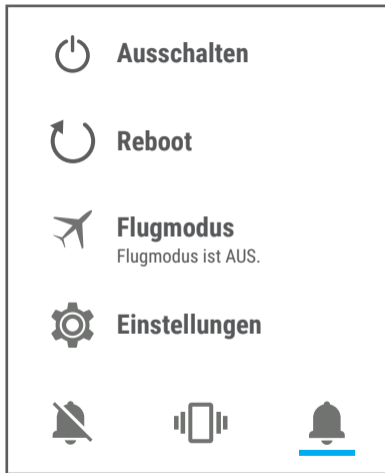 Ausschalten
Reboot
Flugmodus
Flugmodus ist AUS.
Einstellungen